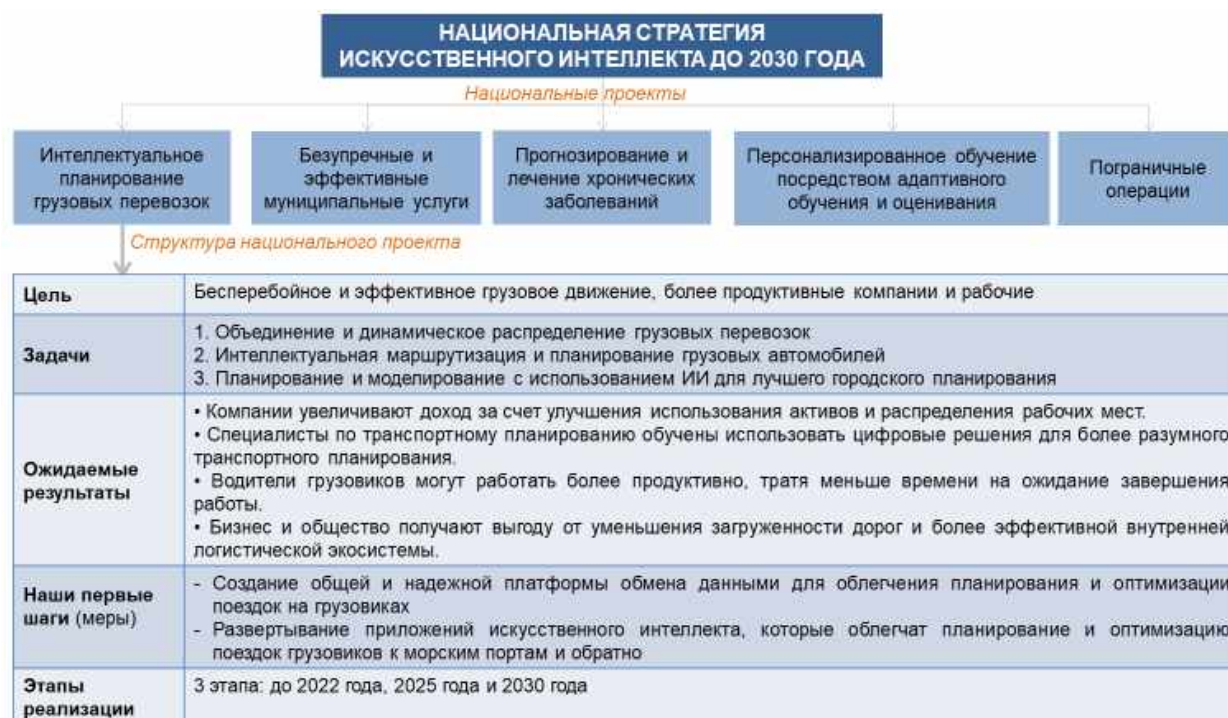 НАЦИОНАЛЬНАЯ СТРАТЕГИЯ
ИСКУССТВЕННОГО ИНТЕЛЛЕКТА ДО 2030 ГОДА
Национальные проекты
Интеллектуальное
планирование
грузовых перевозок
Безупречные и
эффективные
муниципальные услуги
Прогнозирование и
лечение хронических
заболеваний
Персонализированное обучение
посредством адаптивного
обучения и оценивания
Пограничные
операции
Структура национального проекта
Цель
Бесперебойное и эффективное грузовое движение, более продуктивные компании и рабочие
Задачи
1. Объединение и динамическое распределение грузовых перевозок
2. Интеллектуальная маршрутизация и планирование грузовых автомобилей
3. Планирование и моделирование с использованием ИИ для лучшего городского планирования
Ожидаемые
результаты
• Компании увеличивают доход за счет улучшения использования активов и распределения рабочих мест.
• Специалисты по транспортному планированию обучены использовать цифровые решения для более разумного
транспортного планирования.
• Водители грузовиков могут работать более продуктивно, тратя меньше времени на ожидание завершения
работы.
• Бизнес и общество получают выгоду от уменьшения загруженности дорог и более эффективной внутренней
логистической экосистемы.
Наши первые
шаги (меры)
- Создание общей и надежной платформы обмена данными для облегчения планирования и оптимизации
поездок на грузовиках
- Развертывание приложений искусственного интеллекта, которые облегчат планирование и оптимизацию
поездок грузовиков к морским портам и обратно
Этапы
реализации
3 этапа: до 2022 года, 2025 года и 2030 года